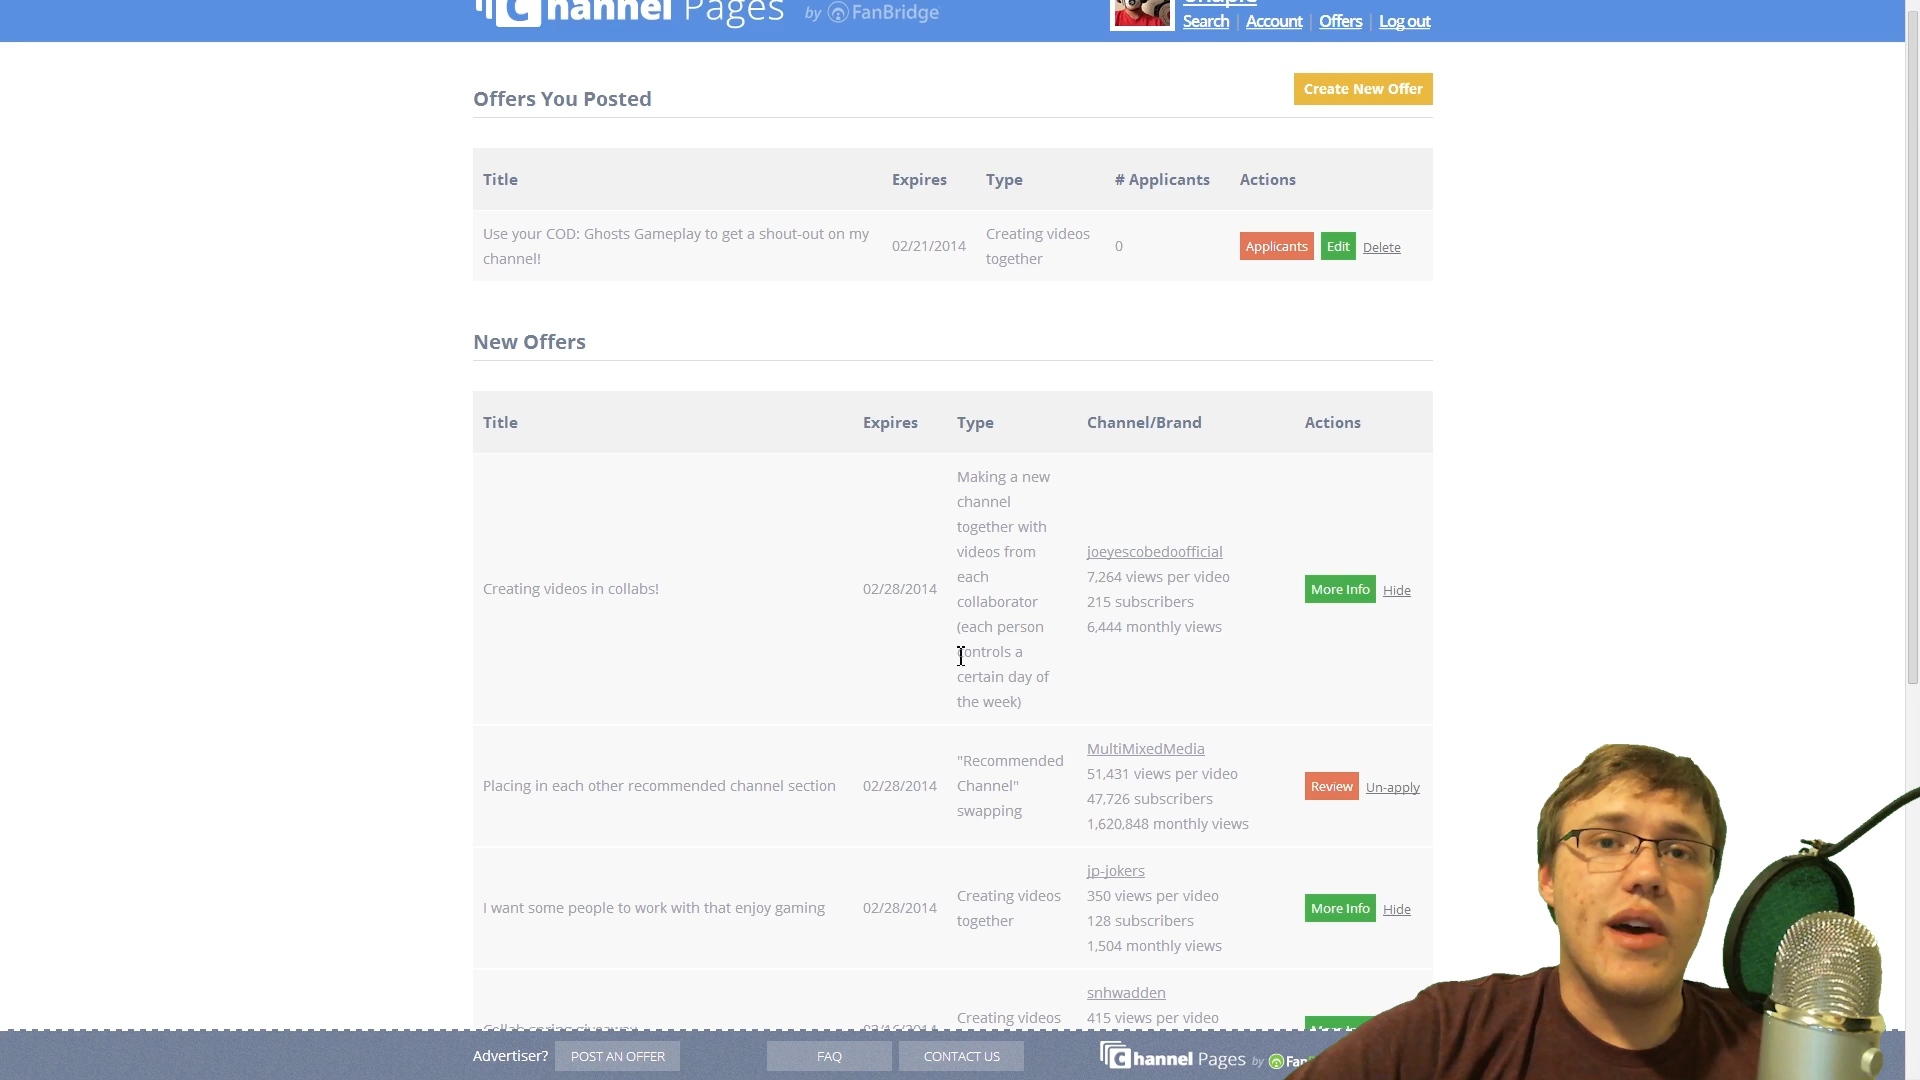 Channel Pages by FanBridge
Search | Account | Offers | Log out
Offers You Posted
Create New Offer
Title Expires Type # Applicants Actions
Use your COD: Ghosts Gameplay to get a shout-out on my
channel!
02/21/2014
Creating videos
together
0
Applicants Edit Delete
New Offers
Title Expires Type Channel/Brand Actions
Creating videos in collabs!
02/28/2014
Making a new
channel
together with
videos from
each
collaborator
(each person
controls a
certain day of
the week)
joeyescobedoofficial
7,264 views per video
215 subscribers
6,444 monthly views
More Info Hide
Placing in each other recommended channel section
02/28/2014
"Recommended
Channel"
swapping
MultiMixedMedia
51,431 views per video
47,726 subscribers
1,620,848 monthly views
Review Un-apply
I want some people to work with that enjoy gaming
02/28/2014
Creating videos
together
jp-jokers
350 views per video
128 subscribers
1,504 monthly views
More Info Hide
Creating videos
snhwadden
415 views per video
Advertiser? POST AN OFFER FAQ CONTACT US
Channel Pages by